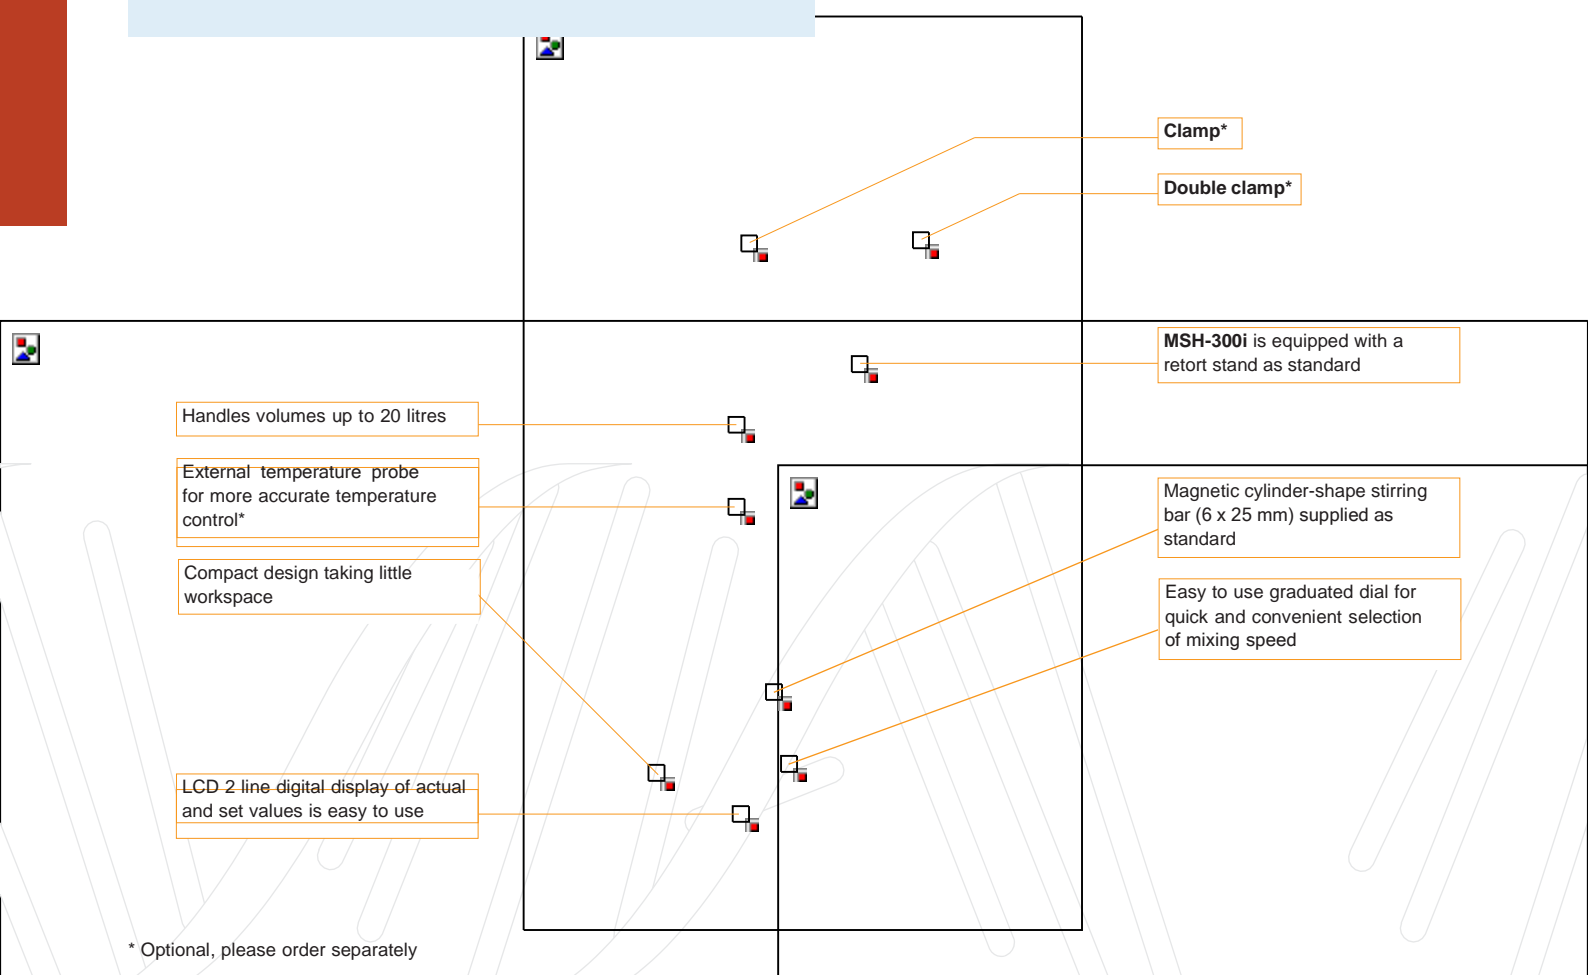 Clamp*
Double clamp*
MSH-300i is equipped with a
retort stand as standard
Handles volumes up to 20 litres
External temperature probe
for more accurate temperature
control*
Magnetic cylinder-shape stirring
bar (6 x 25 mm) supplied as
standard
Compact design taking little
workspace
Easy to use graduated dial for
quick and convenient selection
of mixing speed
LCD 2 line digital display of actual
and set values is easy to use
* Optional, please order separately